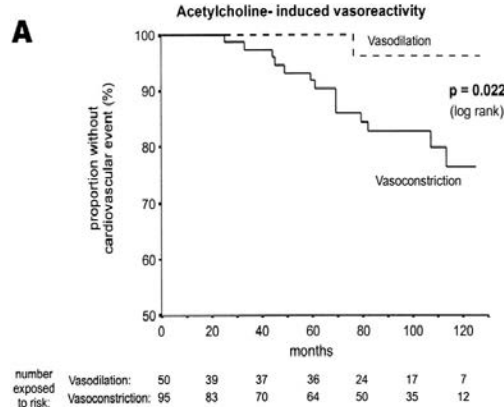 Acetylcholine- induced vasoreactivity
A
100
90
80
70
60
50
proportion without
cardiovascular event (%)
Vasodilation
p = 0.022
(log rank)
Vasoconstriction
0 20 40 60 80 100 120
months
number
exposed
to risk:
Vasodilation: 50 39 37 36 24 17 7
Vasoconstriction: 95 83 70 64 50 35 12